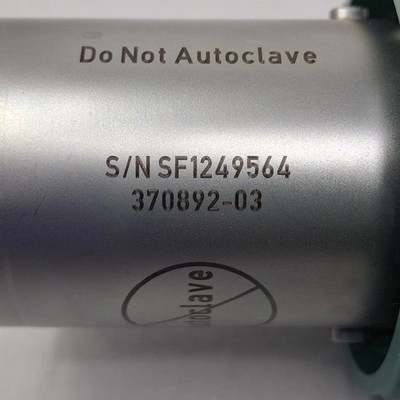 Do Not Autoclave
S/N SF1249564
370892-03
Autoclave